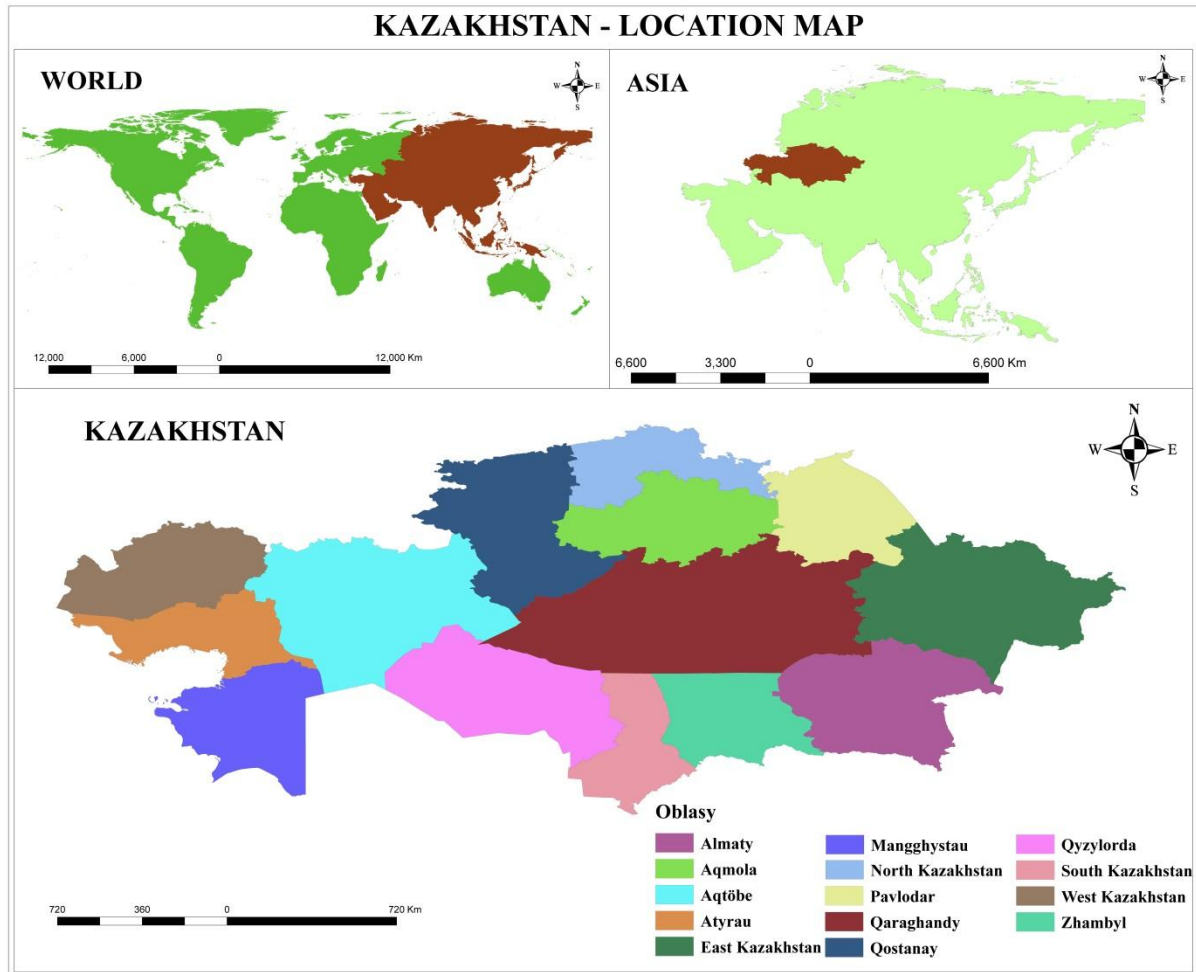 KAZAKHSTAN - LOCATION MAP
WORLD
N
W E
S
12,000 6,000 0 12,000 Km
ASIA
N
W E
S
6,600 3,300 0 6,600 Km
KAZAKHSTAN
N
W E
S
Oblasy
Almaty
Aqmola
Aqtöbe
Atyrau
East Kazakhstan
Mangghystau
North Kazakhstan
Pavlodar
Qaraghandy
Qostanay
Qyzylorda
South Kazakhstan
West Kazakhstan
Zhambyl
720 360 0 720 Km